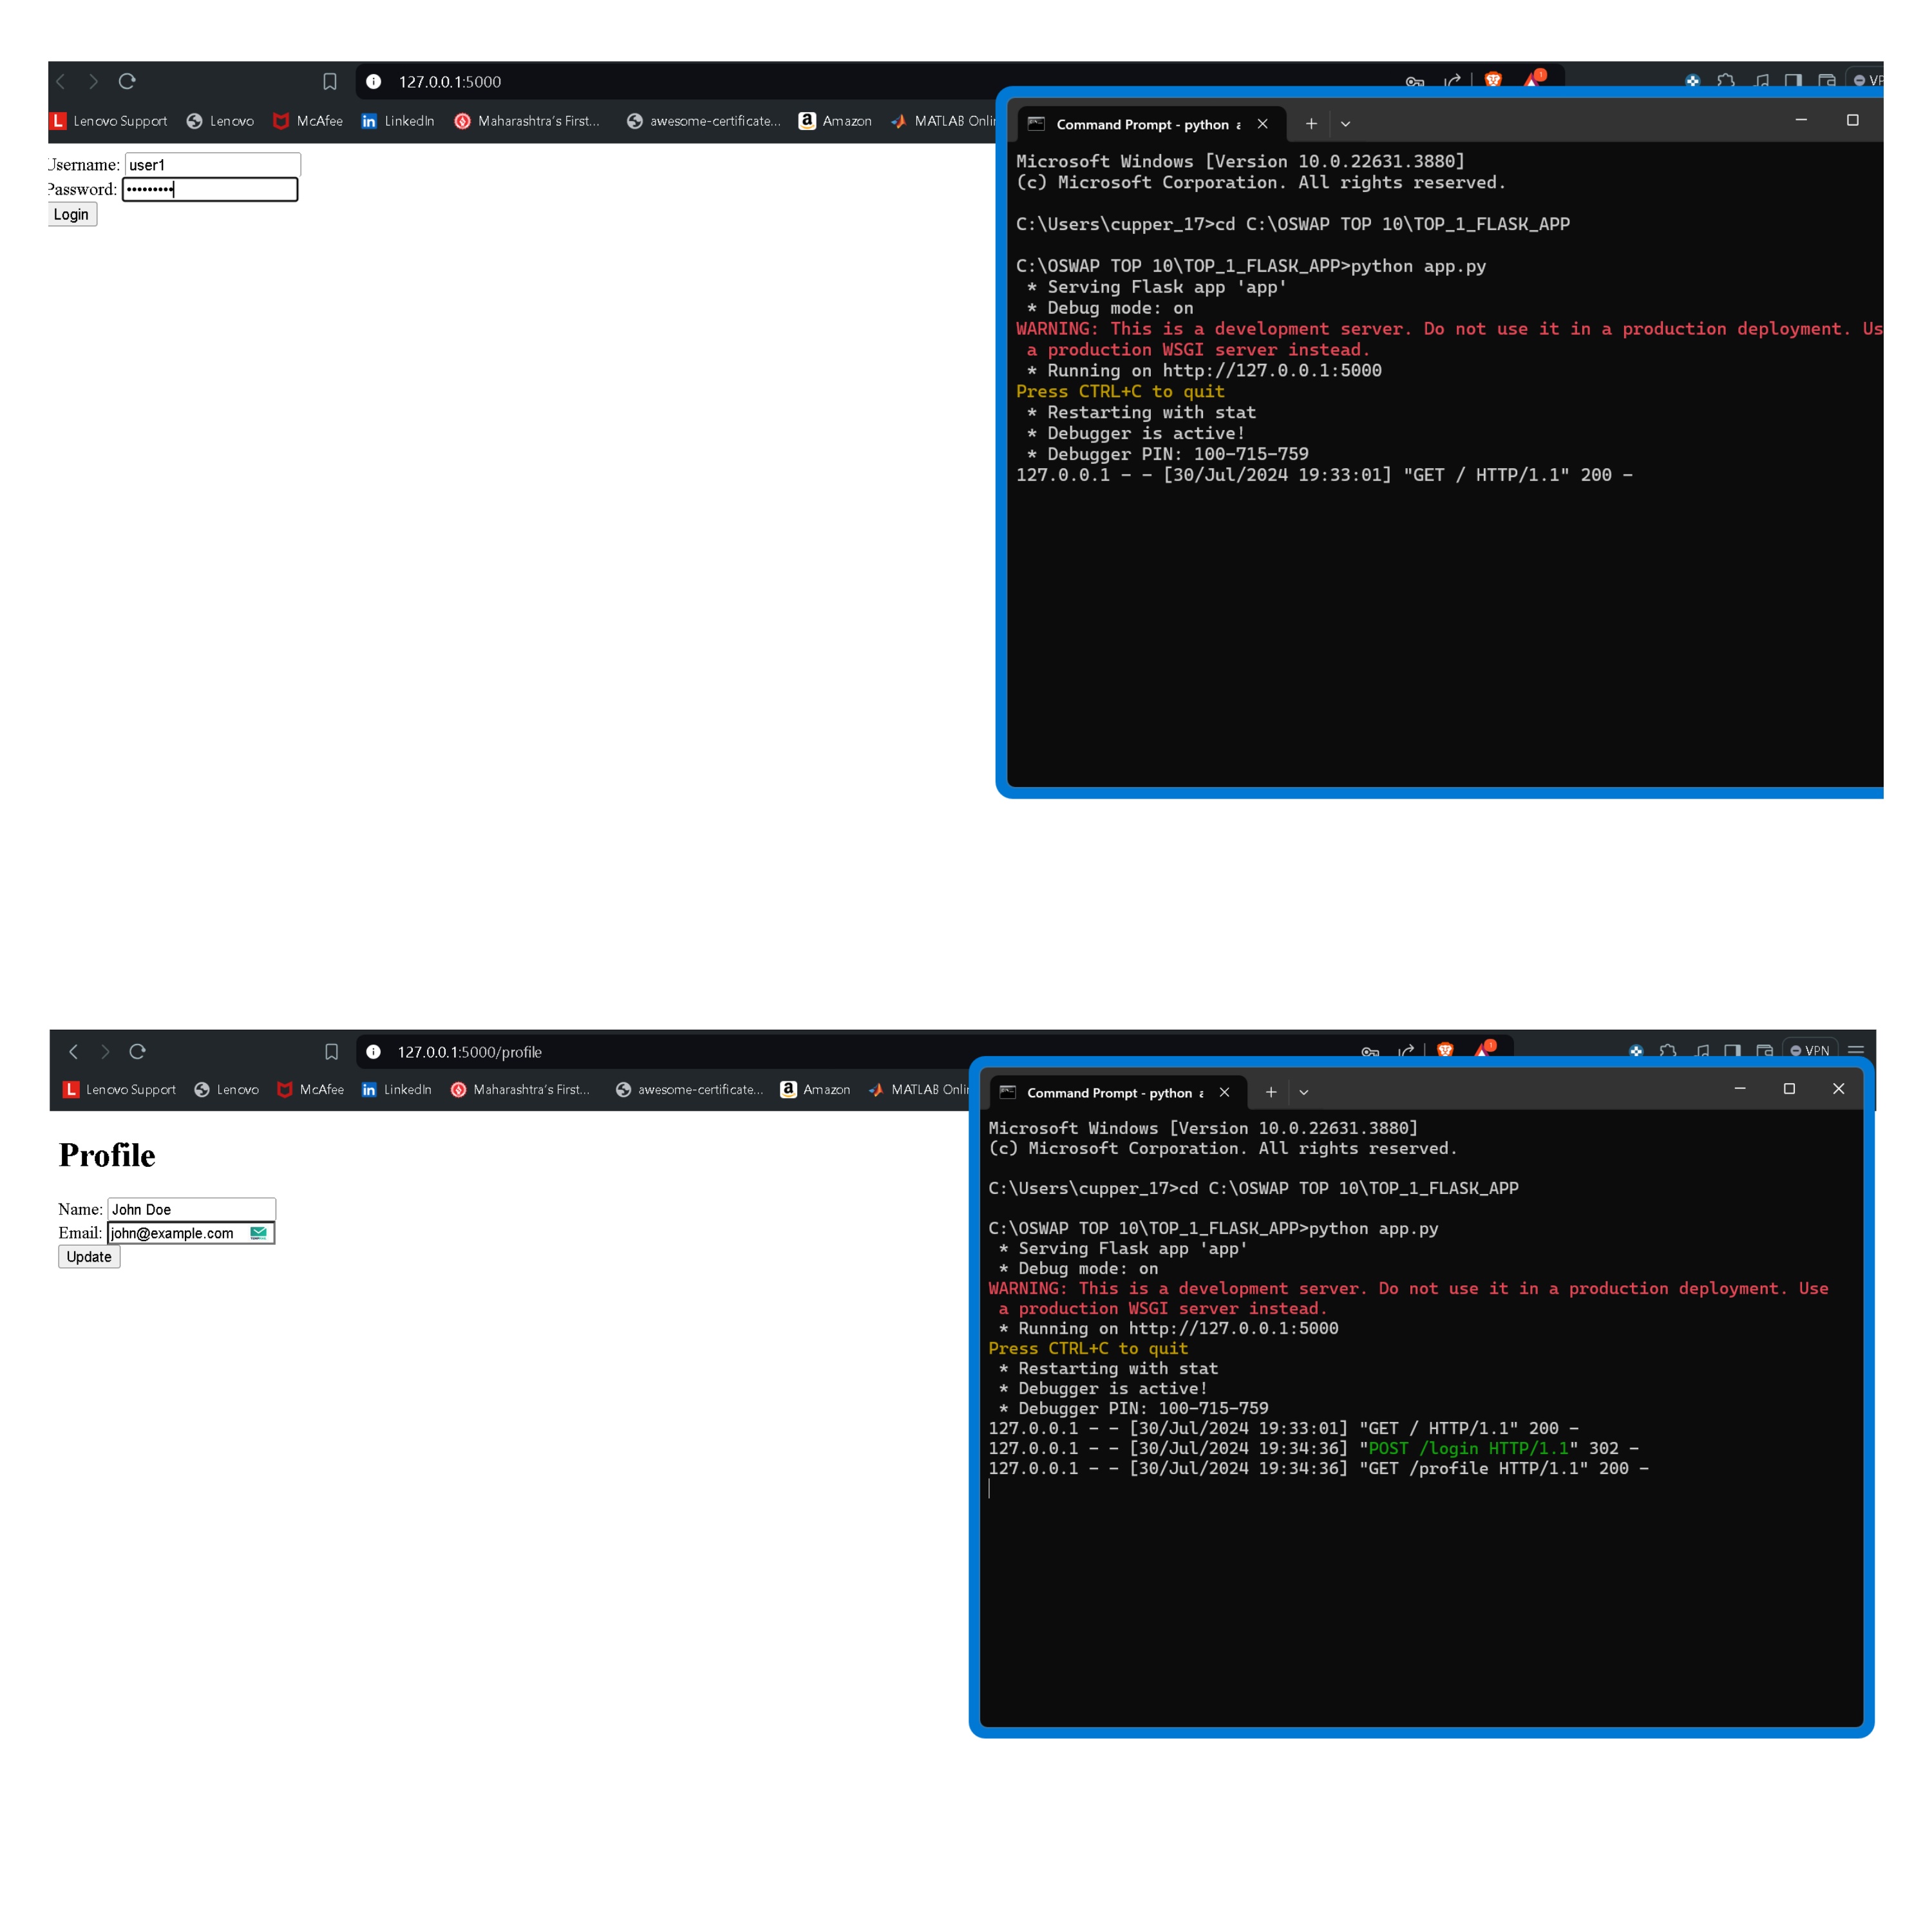 127.0.0.1:5000
VP
Lenovo Support Lenovo McAfee LinkedIn Maharashtra's First... awesome-certificate... Amazon MATLAB Onlin
Username: user1
Password: •••••••••
Login
Command Prompt - python a
Microsoft Windows [Version 10.0.22631.3880]
(c) Microsoft Corporation. All rights reserved.
C:\Users\cupper_17>cd C:\OSWAP TOP 10\TOP_1_FLASK_APP
C:\OSWAP TOP 10\TOP_1_FLASK_APP>python app.py
* Serving Flask app 'app'
* Debug mode: on
WARNING: This is a development server. Do not use it in a production deployment. Us
a production WSGI server instead.
* Running on http://127.0.0.1:5000
Press CTRL+C to quit
* Restarting with stat
* Debugger is active!
* Debugger PIN: 100-715-759
127.0.0.1 - - [30/Jul/2024 19:33:01] "GET / HTTP/1.1" 200 -
127.0.0.1:5000/profile
VPN
Lenovo Support Lenovo McAfee LinkedIn Maharashtra's First... awesome-certificate... Amazon MATLAB Onlin
Profile
Name: John Doe
Email: john@example.com
Update
Command Prompt - python a
Microsoft Windows [Version 10.0.22631.3880]
(c) Microsoft Corporation. All rights reserved.
C:\Users\cupper_17>cd C:\OSWAP TOP 10\TOP_1_FLASK_APP
C:\OSWAP TOP 10\TOP_1_FLASK_APP>python app.py
* Serving Flask app 'app'
* Debug mode: on
WARNING: This is a development server. Do not use it in a production deployment. Use
a production WSGI server instead.
* Running on http://127.0.0.1:5000
Press CTRL+C to quit
* Restarting with stat
* Debugger is active!
* Debugger PIN: 100-715-759
127.0.0.1 - - [30/Jul/2024 19:33:01] "GET / HTTP/1.1" 200 -
127.0.0.1 - - [30/Jul/2024 19:34:36] "POST /login HTTP/1.1" 302 -
127.0.0.1 - - [30/Jul/2024 19:34:36] "GET /profile HTTP/1.1" 200 -